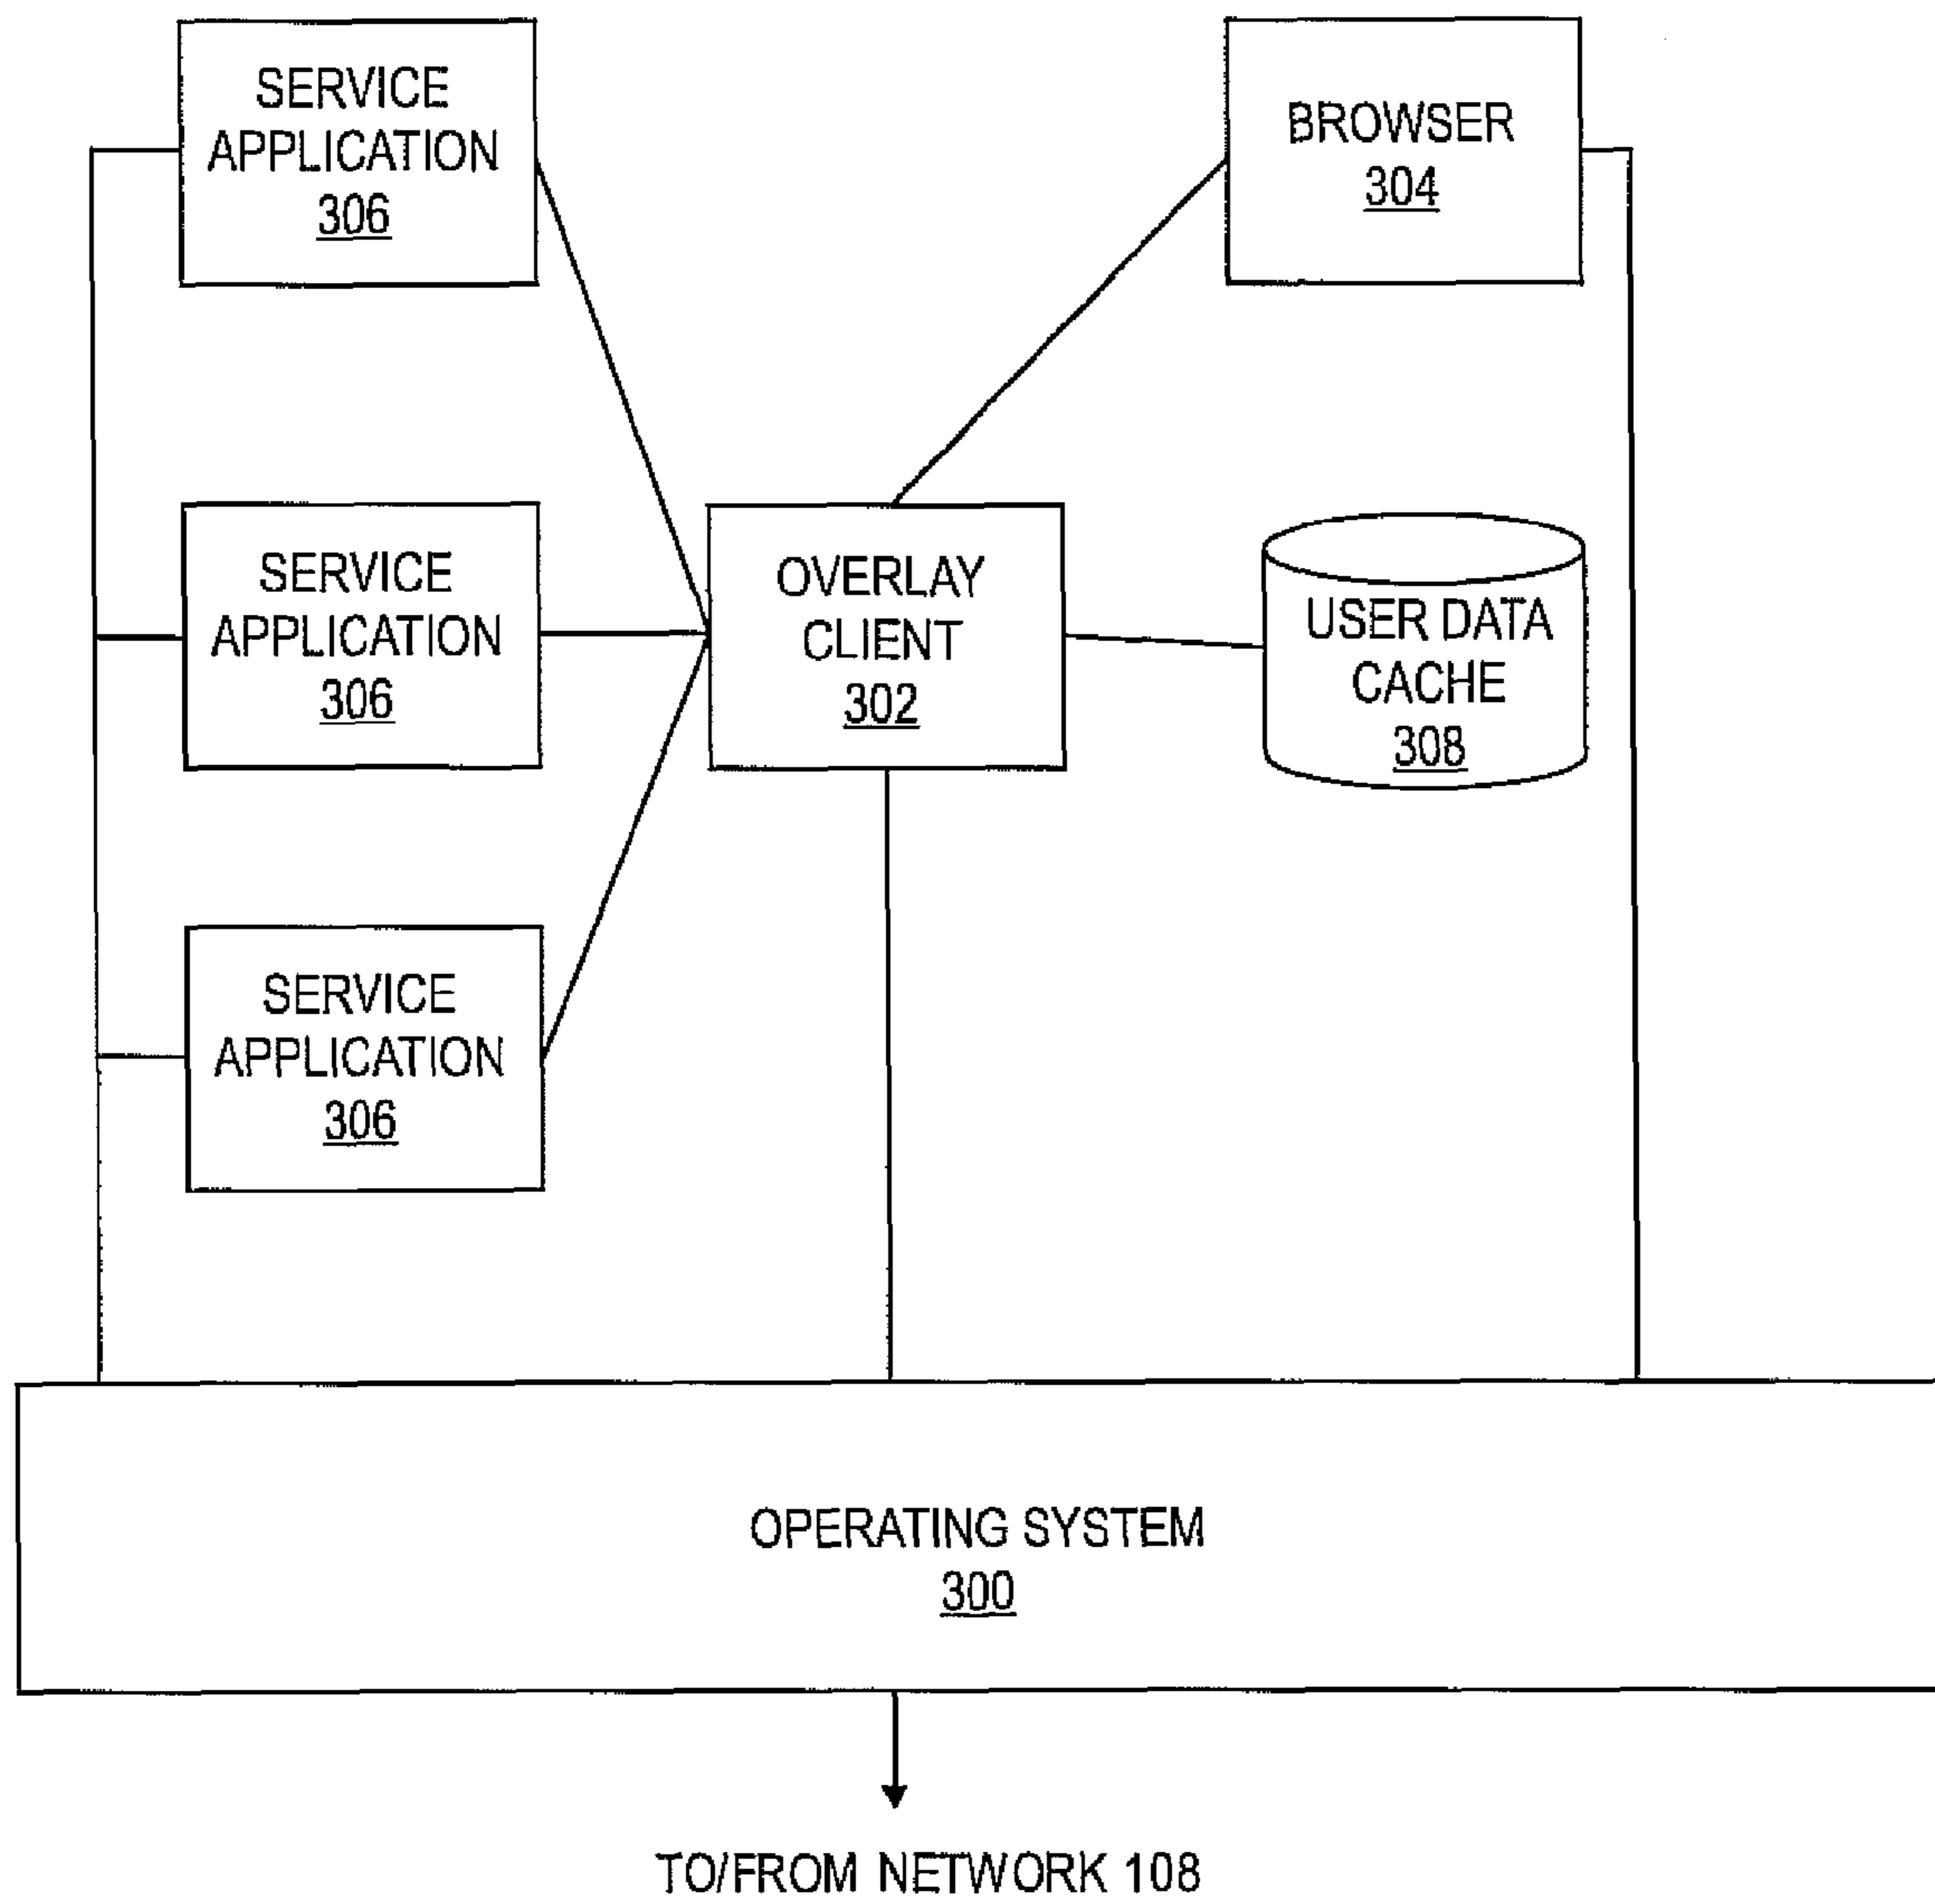 SERVICE
APPLICATION
306
BROWSER
304
SERVICE
APPLICATION
306
OVERLAY
CLIENT
302
USER DATA
CACHE
308
SERVICE
APPLICATION
306
OPERATING SYSTEM
300
TO/FROM NETWORK 108